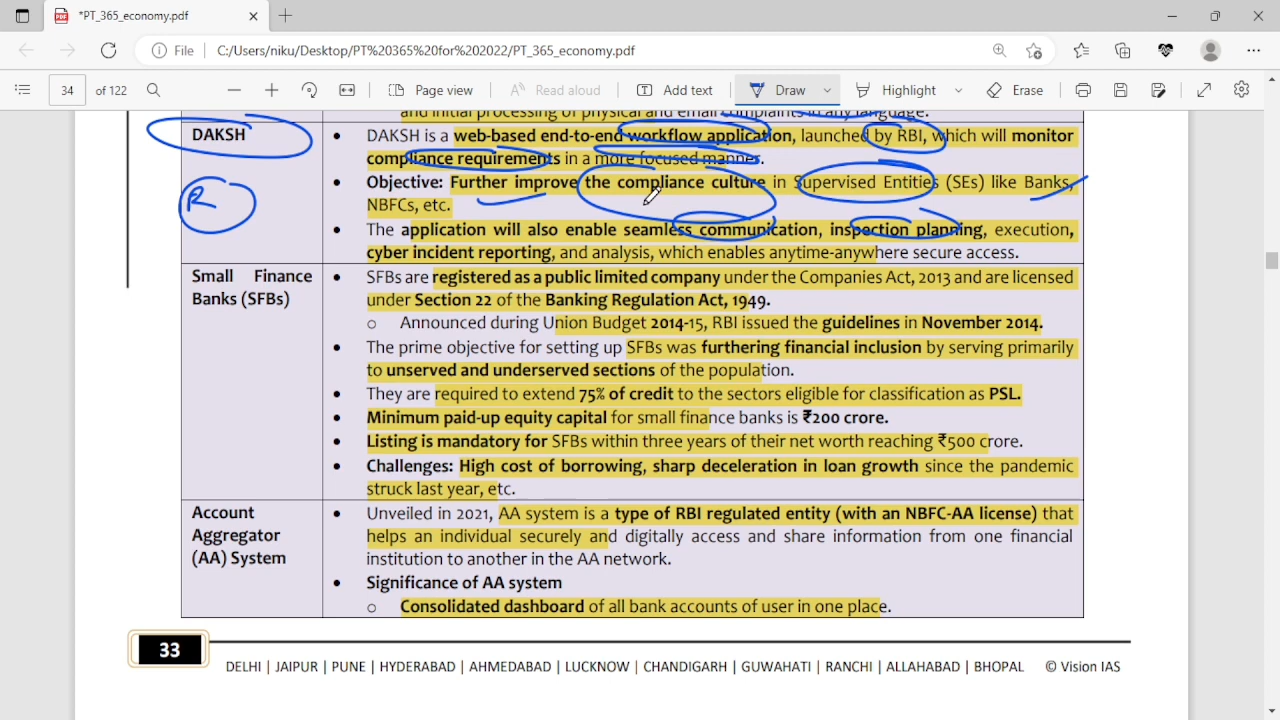 *PT_365_economy.pdf
File C:/Users/niku/Desktop/PT%20365%20for%202022/PT_365_economy.pdf
34 of 122 Page view Read aloud Add text Draw Highlight Erase
and initial processing of physical and email complaints in any language.
DAKSH
• DAKSH is a web-based end-to-end workflow application, launched by RBI, which will monitor
compliance requirements in a more focused manner.
R
• Objective: Further improve the compliance culture in Supervised Entities (SEs) like Banks,
NBFCs, etc.
• The application will also enable seamless communication, inspection planning, execution,
cyber incident reporting, and analysis, which enables anytime-anywhere secure access.
Small Finance
Banks (SFBs)
• SFBs are registered as a public limited company under the Companies Act, 2013 and are licensed
under Section 22 of the Banking Regulation Act, 1949.
o Announced during Union Budget 2014-15, RBI issued the guidelines in November 2014.
• The prime objective for setting up SFBs was furthering financial inclusion by serving primarily
to unserved and underserved sections of the population.
• They are required to extend 75% of credit to the sectors eligible for classification as PSL.
• Minimum paid-up equity capital for small finance banks is ₹200 crore.
• Listing is mandatory for SFBs within three years of their net worth reaching ₹500 crore.
• Challenges: High cost of borrowing, sharp deceleration in loan growth since the pandemic
struck last year, etc.
Account
Aggregator
(AA) System
• Unveiled in 2021, AA system is a type of RBI regulated entity (with an NBFC-AA license) that
helps an individual securely and digitally access and share information from one financial
institution to another in the AA network.
• Significance of AA system
o Consolidated dashboard of all bank accounts of user in one place.
33
DELHI | JAIPUR | PUNE | HYDERABAD | AHMEDABAD | LUCKNOW | CHANDIGARH | GUWAHATI | RANCHI | ALLAHABAD | BHOPAL © Vision IAS